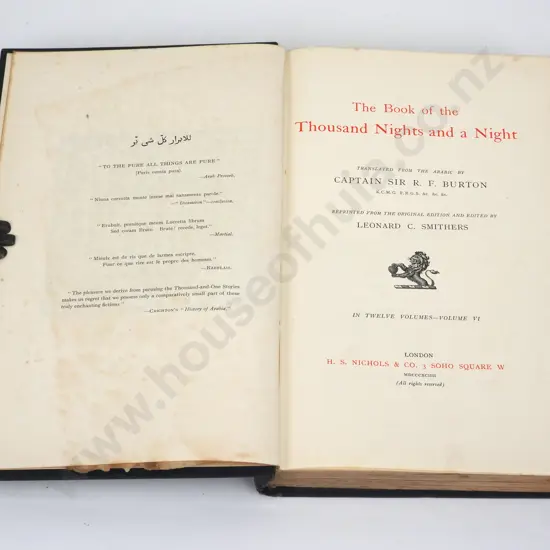 للابرار كلّ شي تو
"TO THE PURE ALL THINGS ARE PURE"
(Puris omnia pura)
—Arab Proverb.
"Niuna corrotta mente intese mai sanamente parole."
—"Decameron"—conclusion.
"Erubuit, posuitque meum Lucretia librum
Sed coram Bruto. Brute! recede, leget."
—Martial.
"Mieulx est de ris que de larmes escripre,
Pour ce que rire est le propre des hommes."
—RABELAIS.
"The pleasure we derive from perusing the Thousand-and-One Stories
makes us regret that we possess only a comparatively small part of these
truly enchanting fictions."
—CRICHTON'S "History of Arabia."
The Book of the
Thousand Nights and a Night
TRANSLATED FROM THE ARABIC BY
CAPTAIN SIR R. F. BURTON
K.C.M.G. F.R.G.S. &c. &c. &c.
REPRINTED FROM THE ORIGINAL EDITION AND EDITED BY
LEONARD C. SMITHERS
IN TWELVE VOLUMES—VOLUME VI
LONDON
H. S. NICHOLS & CO. 3 SOHO SQUARE W
(All rights reserved)
www.houseofhulme.co.nz